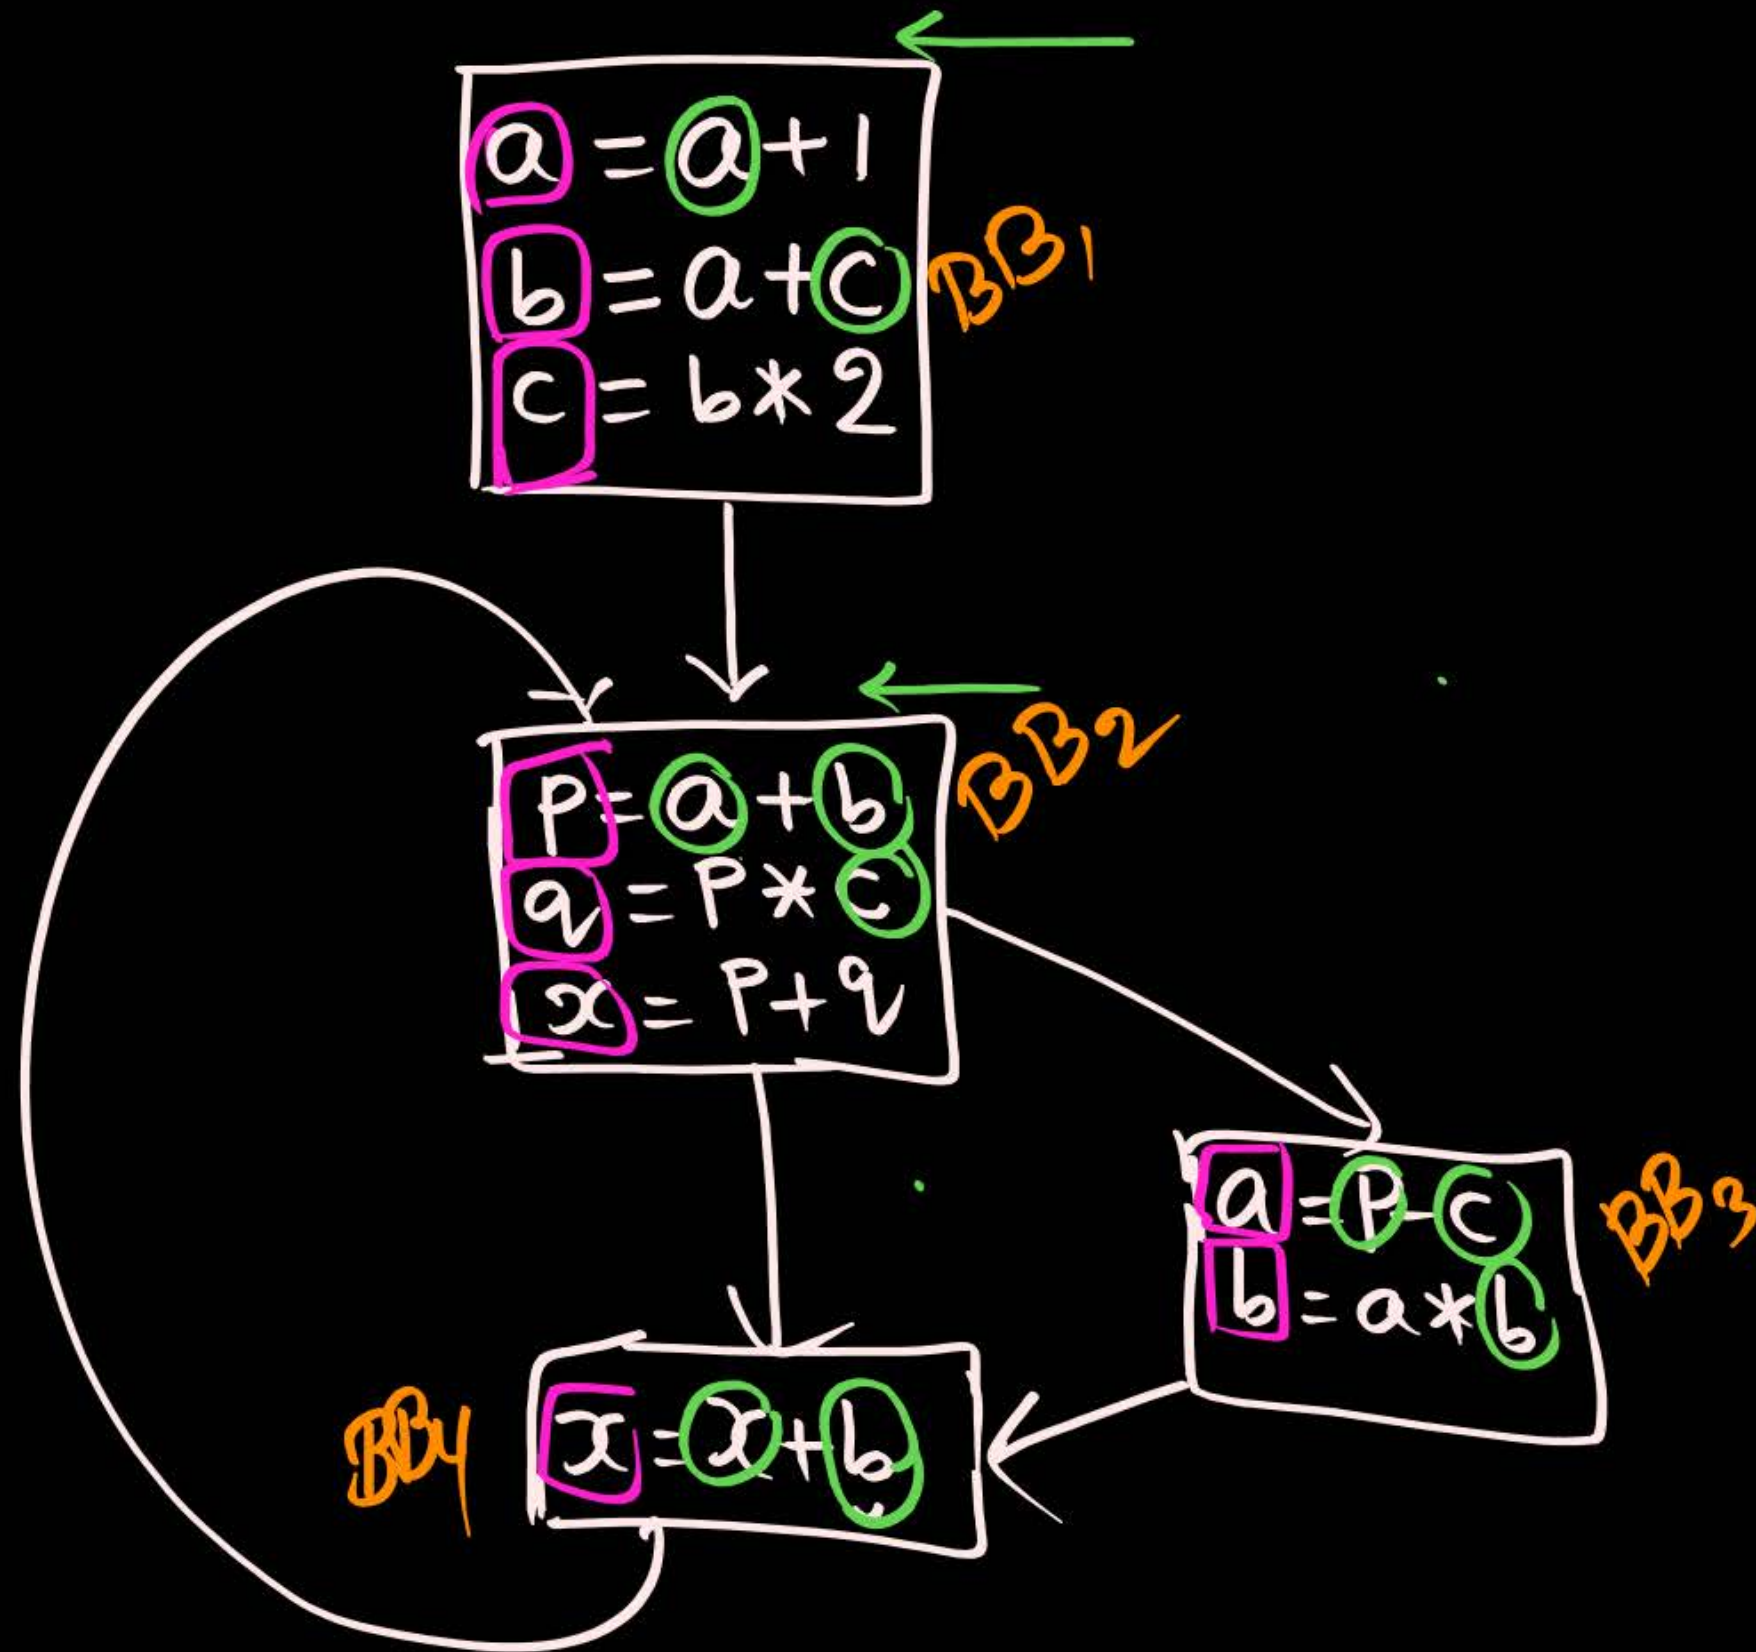 a = a + 1
b = a + c
c = b * 2
BB1
p = a + b
q = p * c
x = p + q
BB2
a = p - c
b = a * b
BB3
x = x + b
BB4